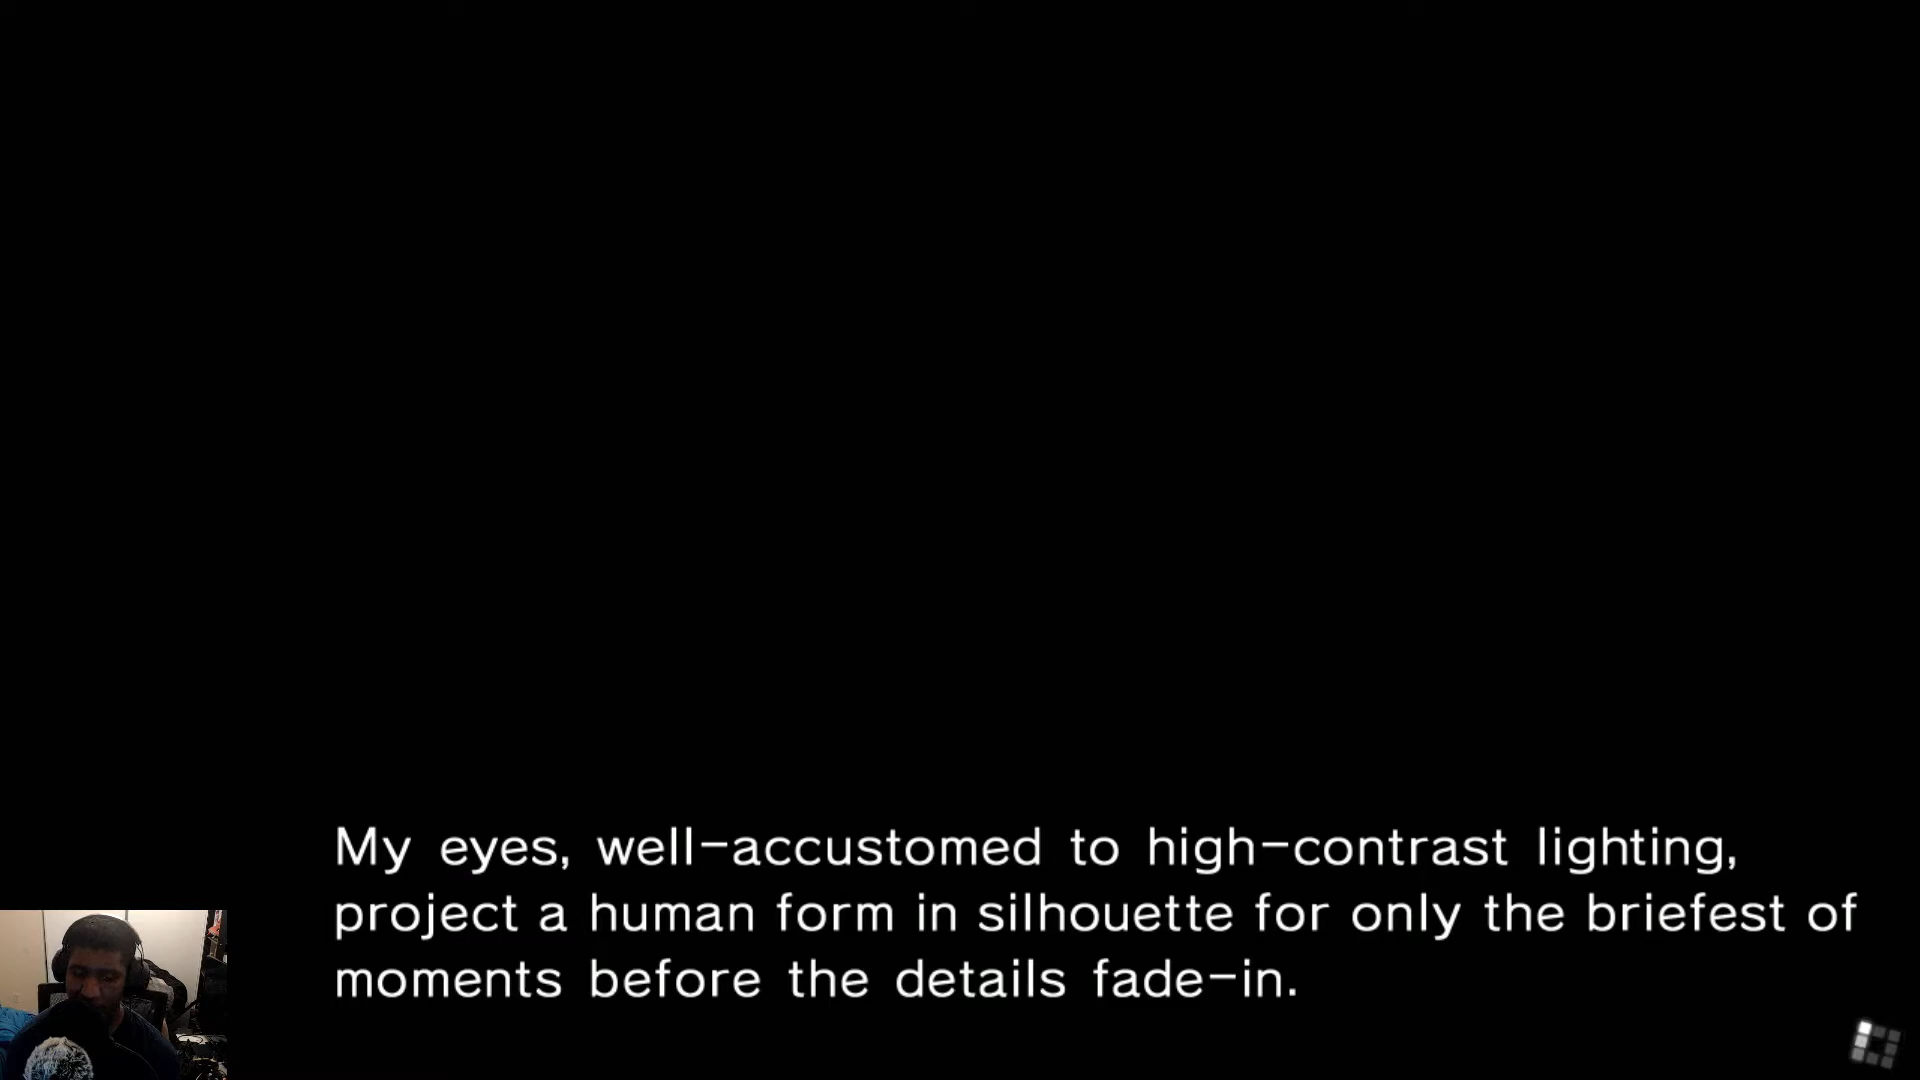 My eyes, well-accustomed to high-contrast lighting,
project a human form in silhouette for only the briefest of
moments before the details fade-in.